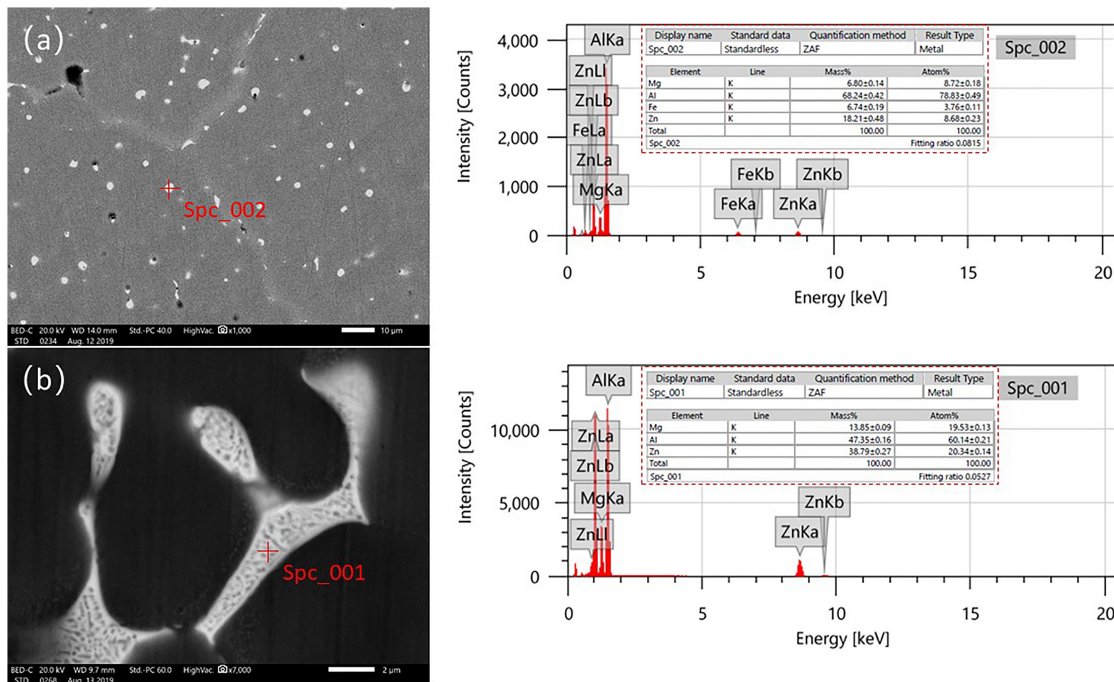 (a)
Spc_002
BED-C 20.0 kV WD 14.0 mm Std.-PC 40.0 HighVac. x1,000 10 µm
STD 0234 Aug. 12 2019
Intensity [Counts]
4,000
3,000
2,000
1,000
0
AlKa
ZnLl
ZnLb
FeLa
ZnLa
MgKa
FeKb
FeKa
ZnKb
ZnKa
Display name Standard data Quantification method Result Type
Spc_002 Standardless ZAF Metal
Element Line Mass% Atom%
Mg K 6.80±0.14 8.72±0.18
Al K 68.24±0.42 78.83±0.49
Fe K 6.74±0.19 3.76±0.11
Zn K 18.21±0.48 8.68±0.23
Total 100.00 100.00
Spc_002 Fitting ratio 0.0815
Spc_002
0 5 10 15 20
Energy [keV]
(b)
Spc_001
BED-C 20.0 kV WD 9.7 mm Std.-PC 60.0 HighVac. x7,000 2 µm
STD 0268 Aug. 13 2019
Intensity [Counts]
10,000
5,000
0
AlKa
ZnLa
ZnLb
MgKa
ZnLl
ZnKb
ZnKa
Display name Standard data Quantification method Result Type
Spc_001 Standardless ZAF Metal
Element Line Mass% Atom%
Mg K 13.85±0.09 19.53±0.13
Al K 47.35±0.16 60.14±0.21
Zn K 38.79±0.27 20.34±0.14
Total 100.00 100.00
Spc_001 Fitting ratio 0.0527
Spc_001
0 5 10 15 20
Energy [keV]